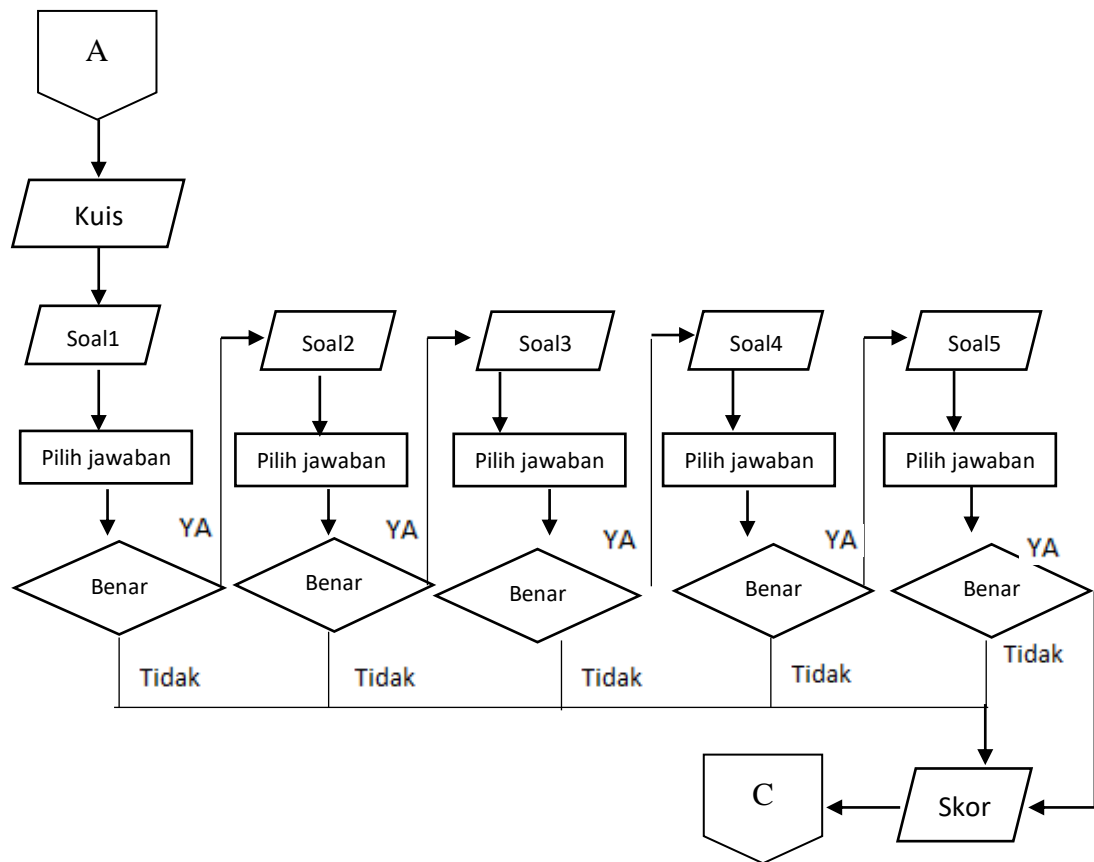 A
Kuis
Soal1
Soal2
Soal3
Soal4
Soal5
Pilih jawaban
Pilih jawaban
Pilih jawaban
Pilih jawaban
Pilih jawaban
YA
YA
YA
YA
YA
Benar
Benar
Benar
Benar
Benar
Tidak
Tidak
Tidak
Tidak
Tidak
C
Skor